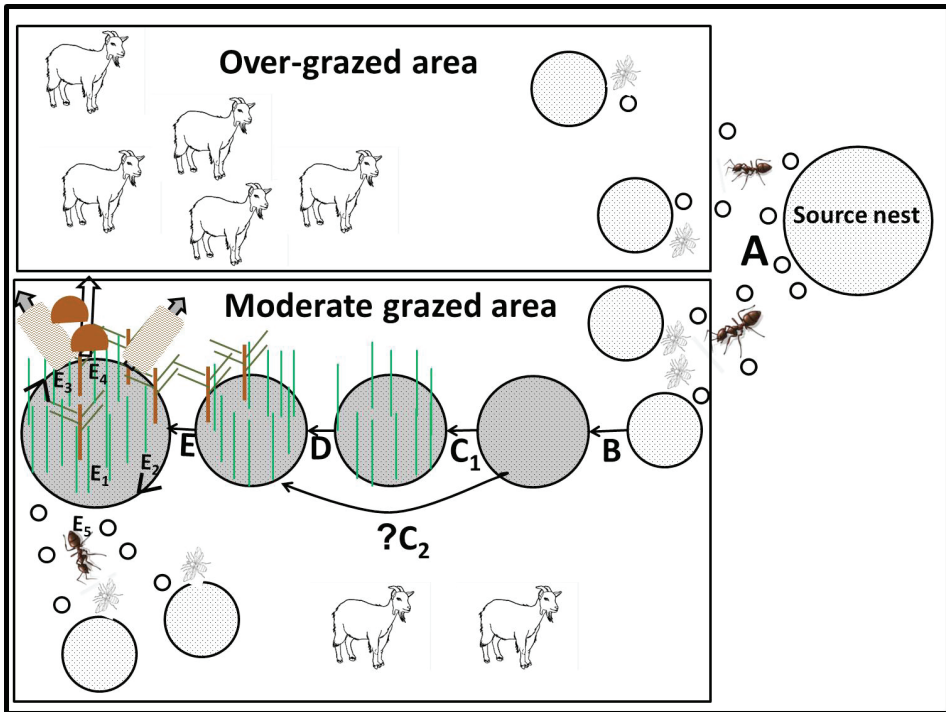 Over-grazed area
Source nest
A
Moderate grazed area
E₃
E₄
E
D
C₁
B
E₁
E₂
?C₂
E₅